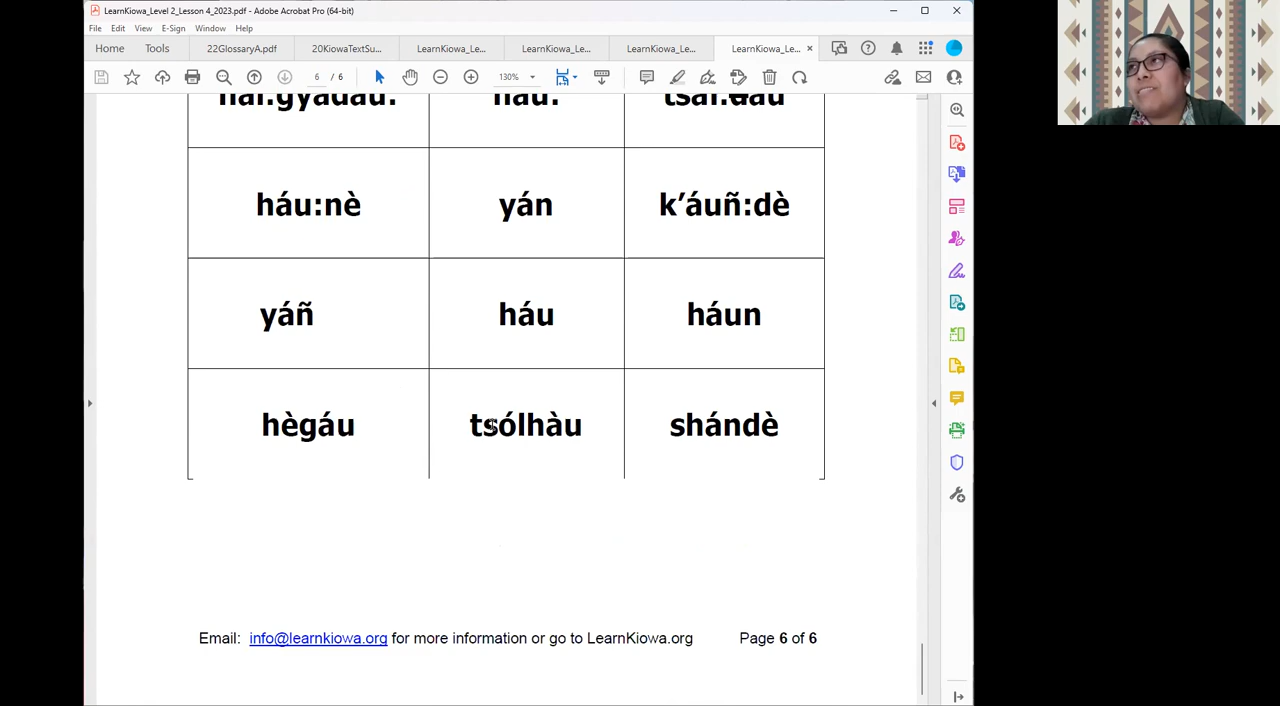 LearnKiowa_Level 2_Lesson 4_2023.pdf - Adobe Acrobat Pro (64-bit)
File Edit View E-Sign Window Help
Home Tools 22Glossary.pdf 20KiowaTextSu... LearnKiowa_Le... LearnKiowa_Le... LearnKiowa_Le... LearnKiowa_Le...
6 / 6 130%
háu:nè yán k’áuñ:dè
yáñ háu háun
hègáu tsólhàu shándè
Email: info@learnkiowa.org for more information or go to LearnKiowa.org Page 6 of 6